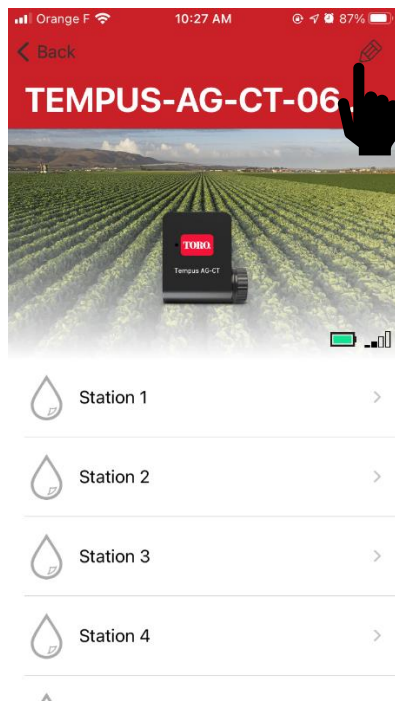 Orange F 10:27 AM 87%
Back
TEMPUS-AG-CT-06
TORO
Tempus AG-CT
Station 1
Station 2
Station 3
Station 4